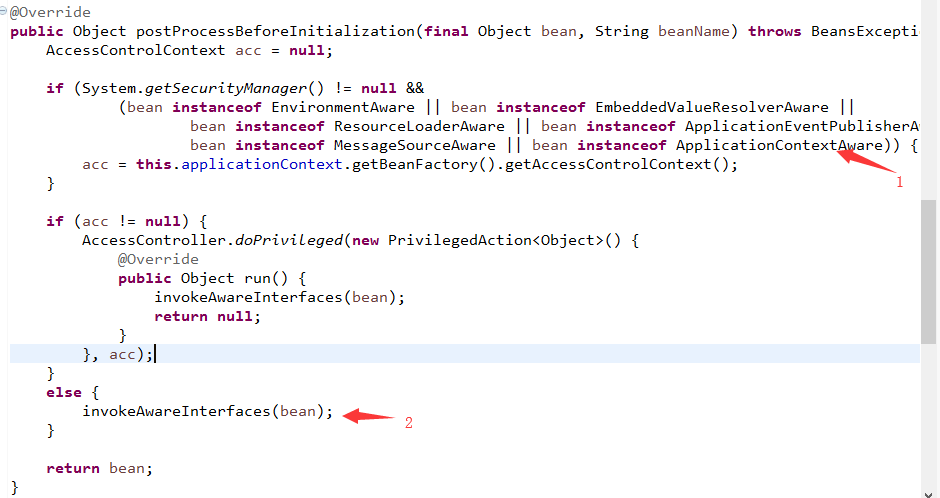 @Override
public Object postProcessBeforeInitialization(final Object bean, String beanName) throws BeansExcepti
AccessControlContext acc = null;
if (System.getSecurityManager() != null &&
(bean instanceof EnvironmentAware || bean instanceof EmbeddedValueResolverAware ||
bean instanceof ResourceLoaderAware || bean instanceof ApplicationEventPublisherA
bean instanceof MessageSourceAware || bean instanceof ApplicationContextAware)) {
acc = this.applicationContext.getBeanFactory().getAccessControlContext();
1
}
if (acc != null) {
AccessController.doPrivileged(new PrivilegedAction<Object>() {
@Override
public Object run() {
invokeAwareInterfaces(bean);
return null;
}
}, acc);
}
else {
invokeAwareInterfaces(bean);
2
}
return bean;
}